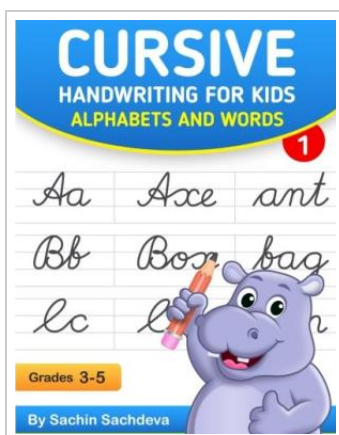 CURSIVE
HANDWRITING FOR KIDS
ALPHABETS AND WORDS
1
Aa Axe ant
Bb Box bag
Cc
Grades 3-5
By Sachin Sachdeva